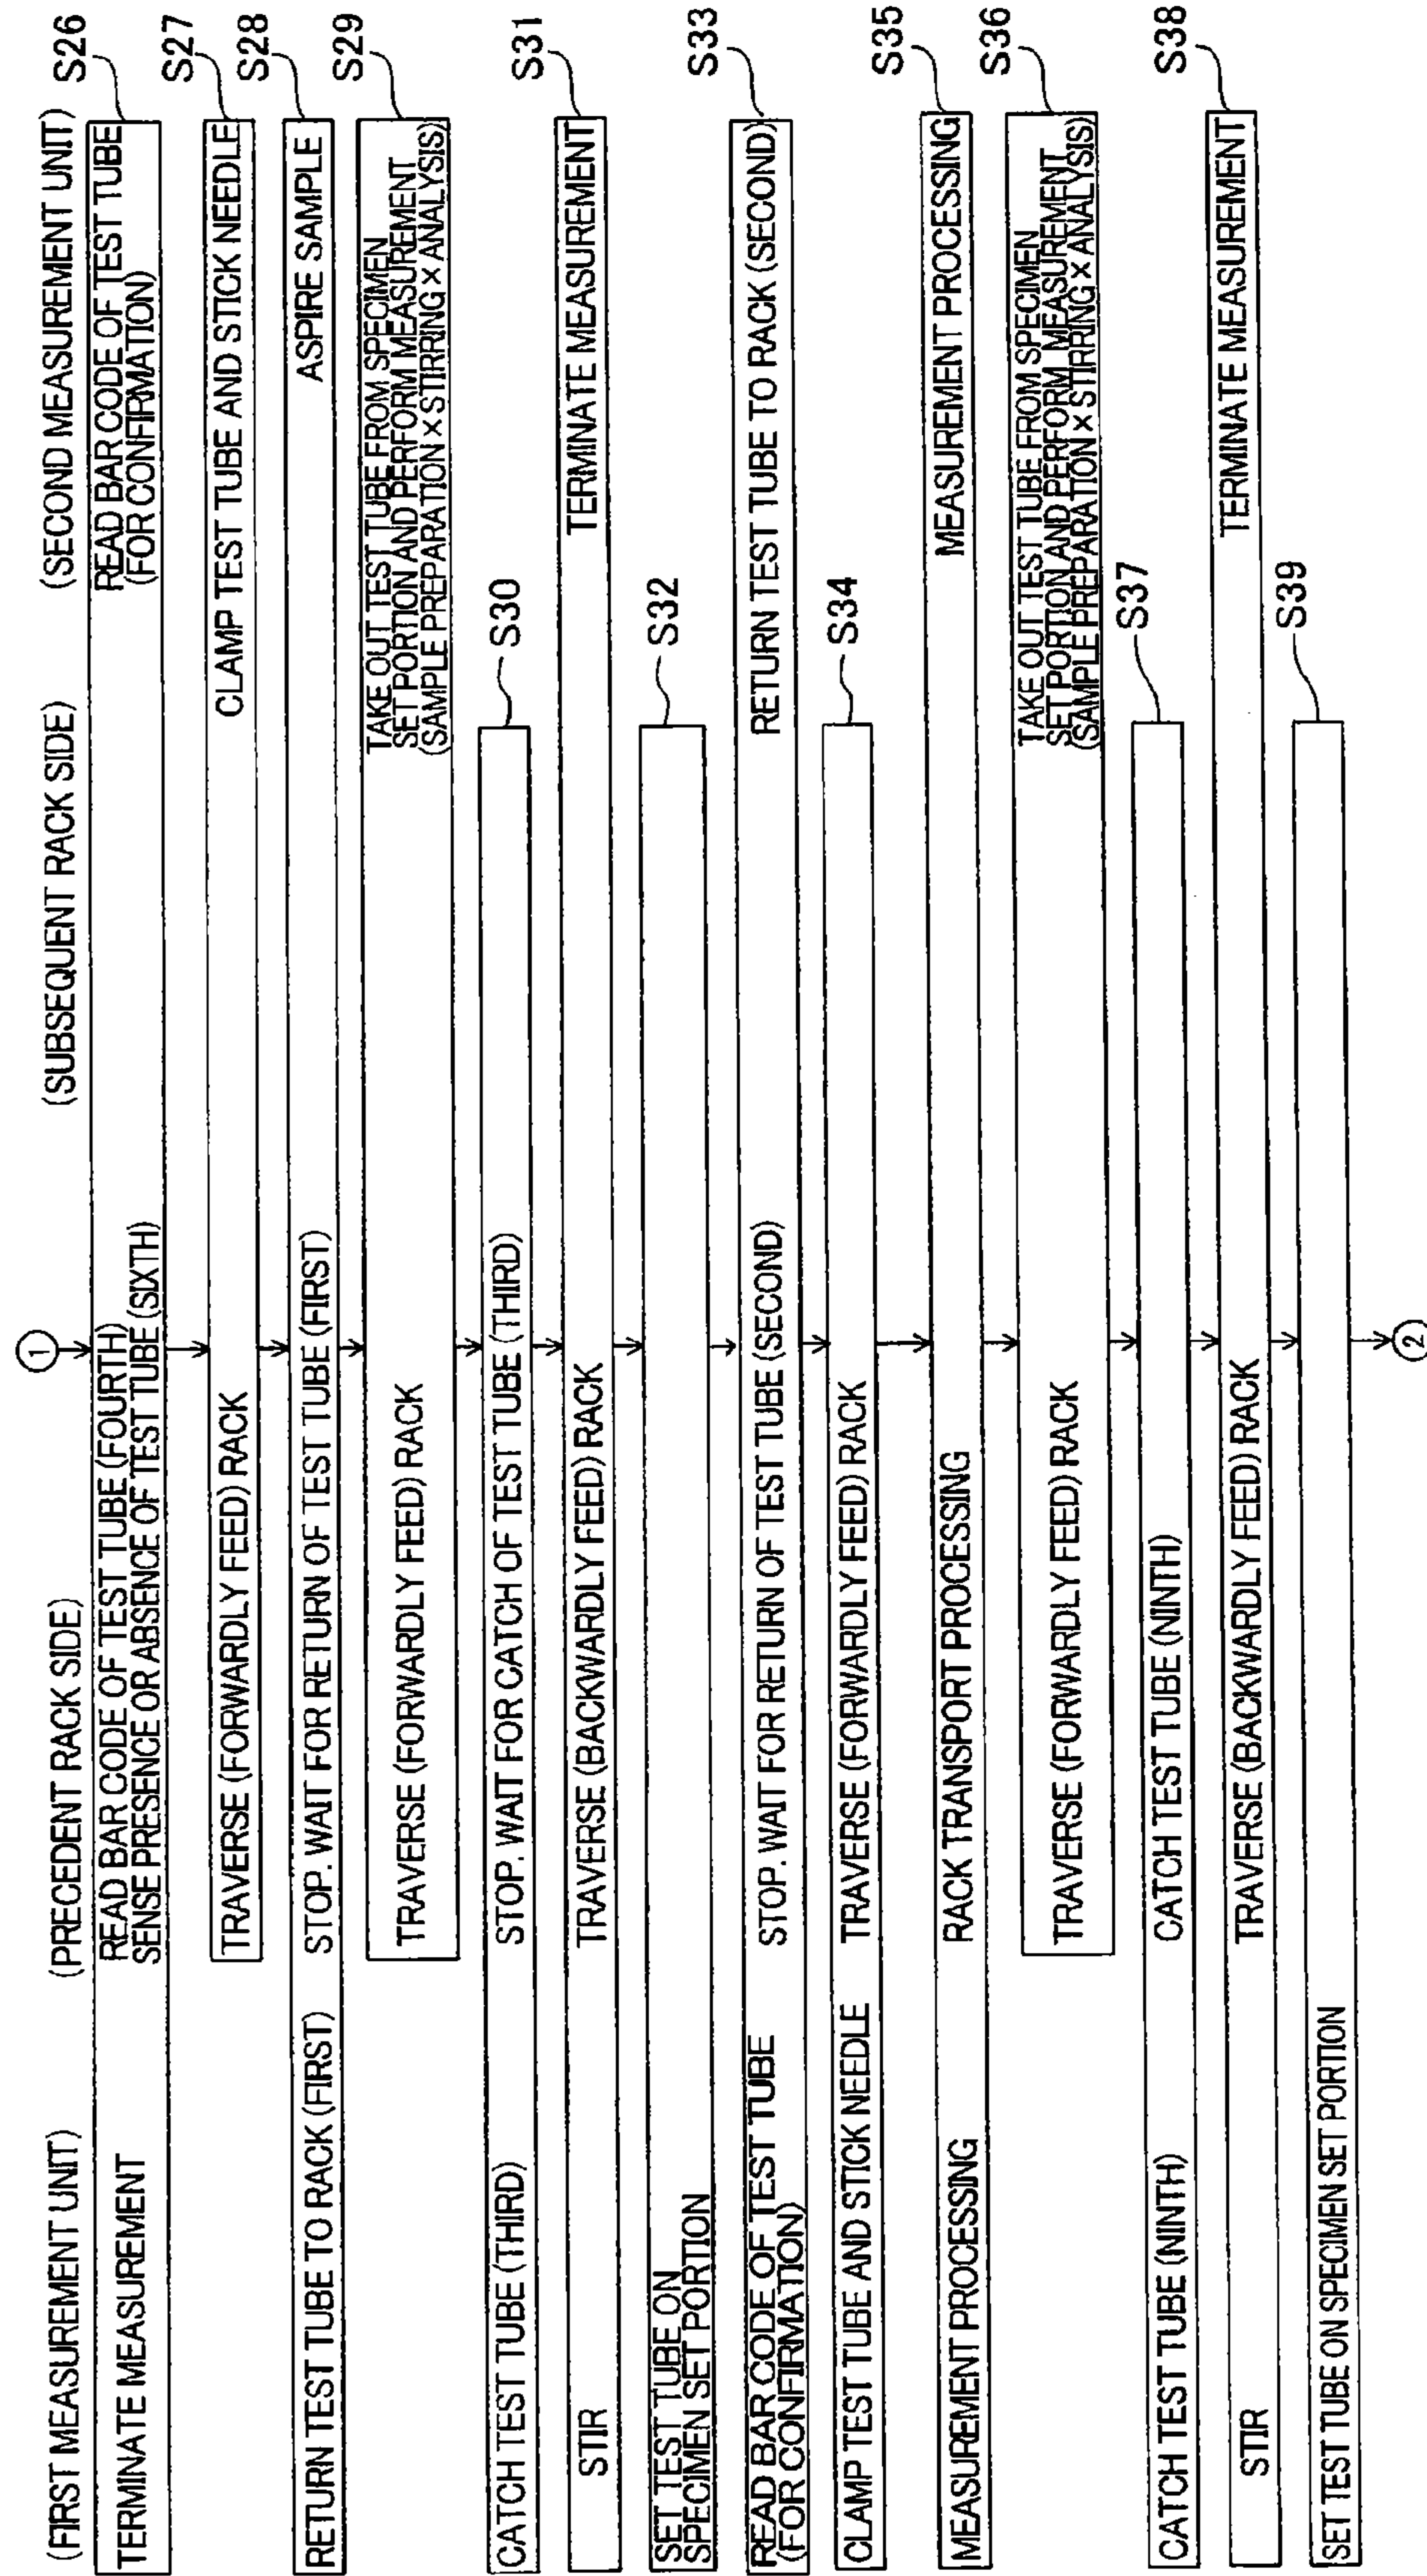 (FIRST MEASUREMENT UNIT)
(PRECEDENT RACK SIDE)
(SUBSEQUENT RACK SIDE)
(SECOND MEASUREMENT UNIT)
1
TERMINATE MEASUREMENT
READ BAR CODE OF TEST TUBE (FOURTH)
SENSE PRESENCE OR ABSENCE OF TEST TUBE (SIXTH)
READ BAR CODE OF TEST TUBE
(FOR CONFIRMATION)
S26
TRAVERSE (FORWARDLY FEED) RACK
CLAMP TEST TUBE AND STICK NEEDLE
S27
RETURN TEST TUBE TO RACK (FIRST)
STOP. WAIT FOR RETURN OF TEST TUBE (FIRST)
ASPIRE SAMPLE
S28
TRAVERSE (FORWARDLY FEED) RACK
TAKE OUT TEST TUBE FROM SPECIMEN
SET PORTION AND PERFORM MEASUREMENT
(SAMPLE PREPARATION × STIRRING × ANALYSIS)
S29
CATCH TEST TUBE (THIRD)
STOP. WAIT FOR CATCH OF TEST TUBE (THIRD)
S30
STIR
TRAVERSE (BACKWARDLY FEED) RACK
TERMINATE MEASUREMENT
S31
SET TEST TUBE ON
SPECIMEN SET PORTION
S32
READ BAR CODE OF TEST TUBE
(FOR CONFIRMATION)
STOP. WAIT FOR RETURN OF TEST TUBE (SECOND)
RETURN TEST TUBE TO RACK (SECOND)
S33
CLAMP TEST TUBE AND STICK NEEDLE
TRAVERSE (FORWARDLY FEED) RACK
S34
MEASUREMENT PROCESSING
RACK TRANSPORT PROCESSING
MEASUREMENT PROCESSING
S35
TRAVERSE (FORWARDLY FEED) RACK
TAKE OUT TEST TUBE FROM SPECIMEN
SET PORTION AND PERFORM MEASUREMENT
(SAMPLE PREPARATION × STIRRING × ANALYSIS)
S36
CATCH TEST TUBE (NINTH)
CATCH TEST TUBE (NINTH)
S37
STIR
TRAVERSE (BACKWARDLY FEED) RACK
TERMINATE MEASUREMENT
S38
SET TEST TUBE ON SPECIMEN SET PORTION
S39
2